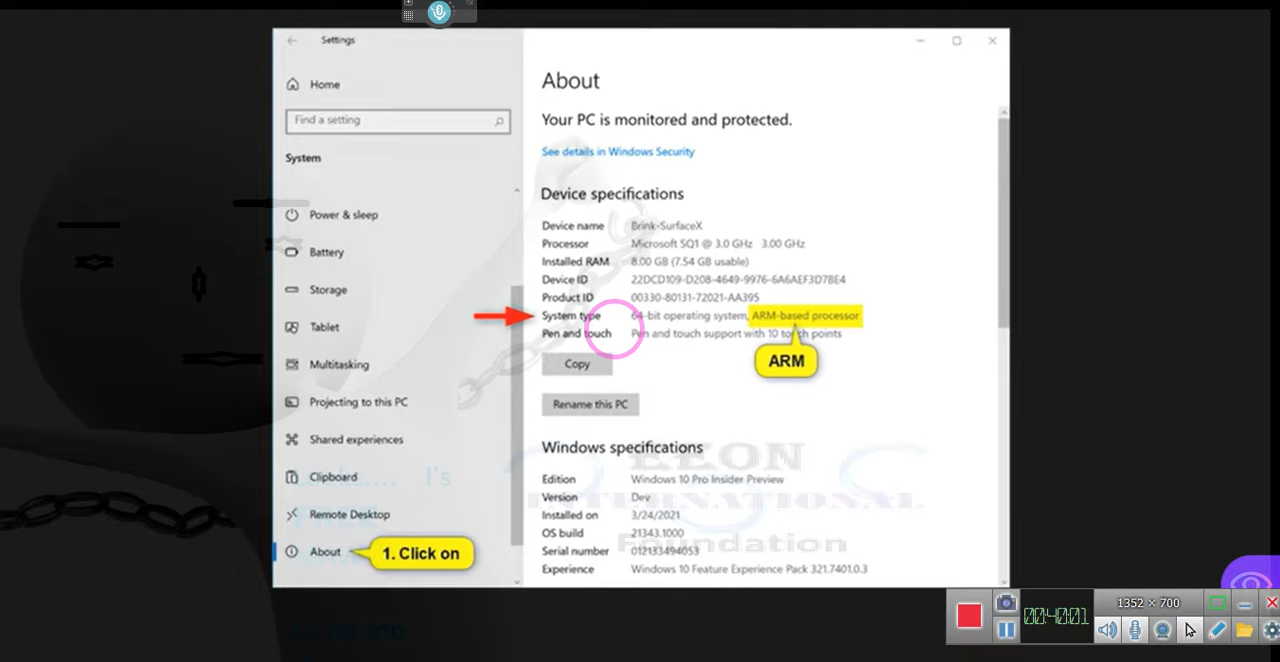 Settings
Home
Find a setting
System
Power & sleep
Battery
Storage
Tablet
Multitasking
Projecting to this PC
Shared experiences
Clipboard
Remote Desktop
About
1. Click on
About
Your PC is monitored and protected.
See details in Windows Security
Device specifications
Device name Brink-SurfaceX
Processor Microsoft SQ1 @ 3.0 GHz 3.00 GHz
Installed RAM 8.00 GB (7.54 GB usable)
Device ID 22DCD109-D208-4649-9976-6A6AEF3D7BE4
Product ID 00330-80131-72021-AA395
System type 64-bit operating system, ARM-based processor
Pen and touch Pen and touch support with 10 touch points
ARM
Copy
Rename this PC
Windows specifications
Edition Windows 10 Pro Insider Preview
Version Dev
Installed on 3/24/2021
OS build 21343.1000
Serial number 012133494053
Experience Windows 10 Feature Experience Pack 321.7401.0.3
EEON
INTERNATIONAL
Foundation
1352 × 700
00:40:01